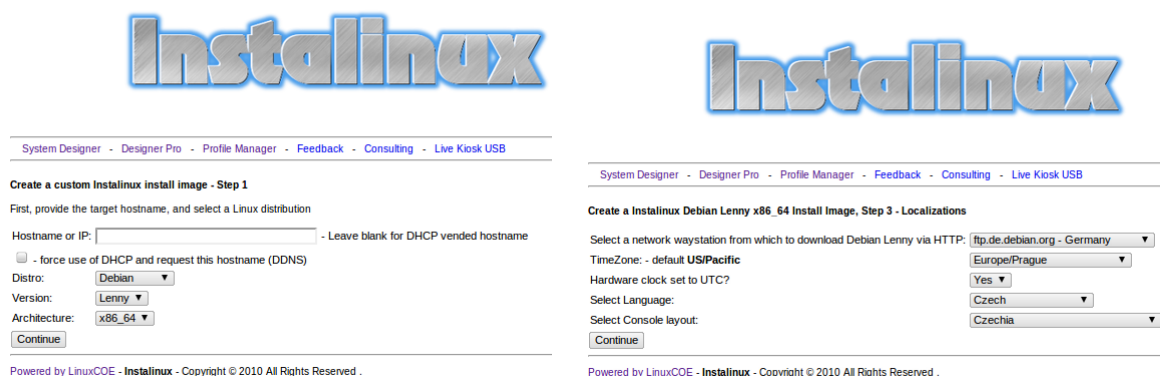 Instalinux
System Designer - Designer Pro - Profile Manager - Feedback - Consulting - Live Kiosk USB
Create a custom Instalinux install image - Step 1
First, provide the target hostname, and select a Linux distribution
Hostname or IP: - Leave blank for DHCP vended hostname
- force use of DHCP and request this hostname (DDNS)
Distro: Debian
Version: Lenny
Architecture: x86_64
Continue
Powered by LinuxCOE - Instalinux - Copyright © 2010 All Rights Reserved .
Instalinux
System Designer - Designer Pro - Profile Manager - Feedback - Consulting - Live Kiosk USB
Create a Instalinux Debian Lenny x86_64 Install Image, Step 3 - Localizations
Select a network waystation from which to download Debian Lenny via HTTP: ftp.de.debian.org - Germany
TimeZone: - default US/Pacific Europe/Prague
Hardware clock set to UTC? Yes
Select Language: Czech
Select Console layout: Czechia
Continue
Powered by LinuxCOE - Instalinux - Copyright © 2010 All Rights Reserved .